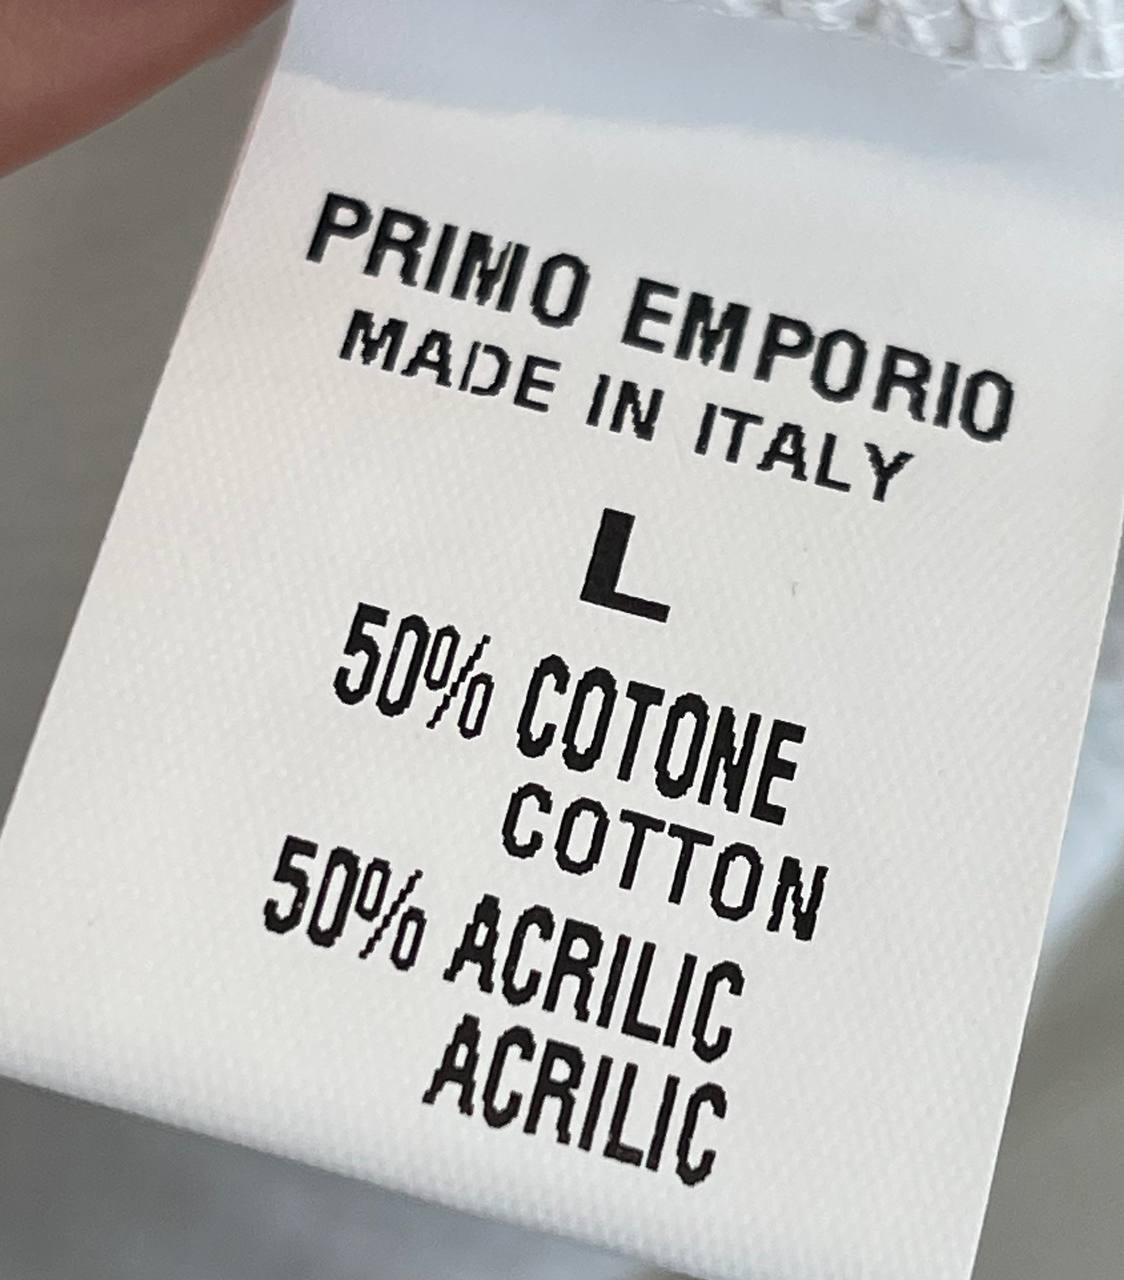 PRIMO EMPORIO
MADE IN ITALY
L
50% COTONE
COTTON
50% ACRILIC
ACRILIC